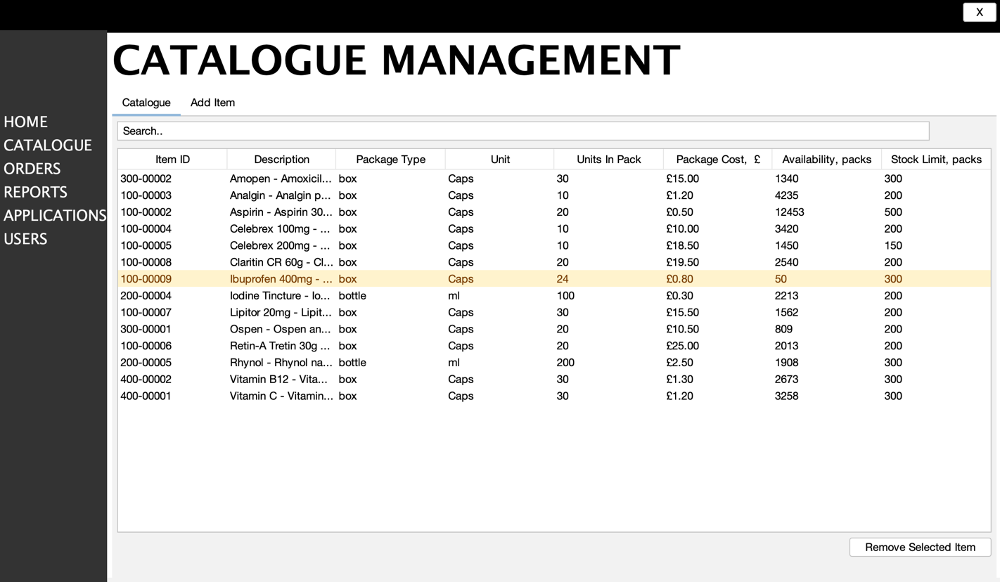 X
CATALOGUE MANAGEMENT
Catalogue Add Item
HOME
CATALOGUE
ORDERS
REPORTS
APPLICATIONS
USERS
Search..
Item ID Description Package Type Unit Units In Pack Package Cost, £ Availability, packs Stock Limit, packs
300-00002 Amopen - Amoxicil... box Caps 30 £15.00 1340 300
100-00003 Analgin - Analgin p... box Caps 10 £1.20 4235 200
100-00002 Aspirin - Aspirin 30... box Caps 20 £0.50 12453 500
100-00004 Celebrex 100mg - ... box Caps 10 £10.00 3420 200
100-00005 Celebrex 200mg - ... box Caps 10 £18.50 1450 150
100-00008 Claritin CR 60g - Cl... box Caps 20 £19.50 2540 200
100-00009 Ibuprofen 400mg - ... box Caps 24 £0.80 50 300
200-00004 Iodine Tincture - Io... bottle ml 100 £0.30 2213 200
100-00007 Lipitor 20mg - Lipit... box Caps 30 £15.50 1562 200
300-00001 Ospen - Ospen an... box Caps 20 £10.50 809 200
100-00006 Retin-A Tretin 30g ... box Caps 20 £25.00 2013 200
200-00005 Rhynol - Rhynol na... bottle ml 200 £2.50 1908 300
400-00002 Vitamin B12 - Vita... box Caps 30 £1.30 2673 300
400-00001 Vitamin C - Vitamin... box Caps 30 £1.20 3258 300
Remove Selected Item